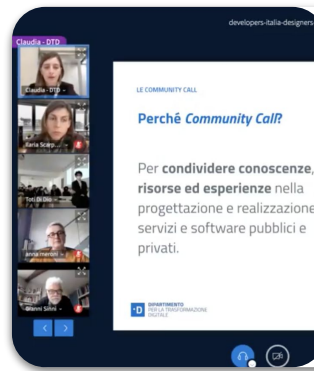 developers-italia-designers
Claudia - DTD
Claudia - DTD
Ilaria Scarp
Toti Di Dio
anna meroni
Gianni Sinni
LE COMMUNITY CALL
Perché Community Call?
Per condividere conoscenze,
risorse ed esperienze nella
progettazione e realizzazione
servizi e software pubblici e
privati.
DIPARTIMENTO
PER LA TRASFORMAZIONE
DIGITALE